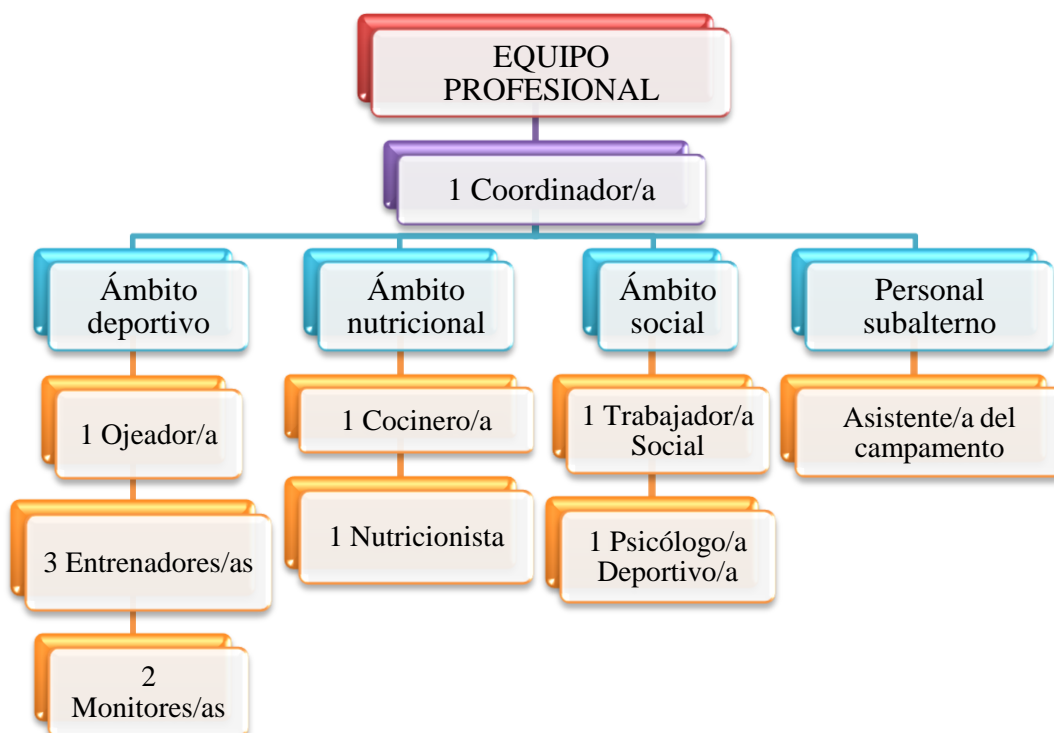 EQUIPO
PROFESIONAL
1 Coordinador/a
Ámbito
deportivo
Ámbito
nutricional
Ámbito
social
Personal
subalterno
1 Ojeador/a
1 Cocinero/a
1 Trabajador/a
Social
Asistente/a del
campamento
3 Entrenadores/as
1 Nutricionista
1 Psicólogo/a
Deportivo/a
2
Monitores/as